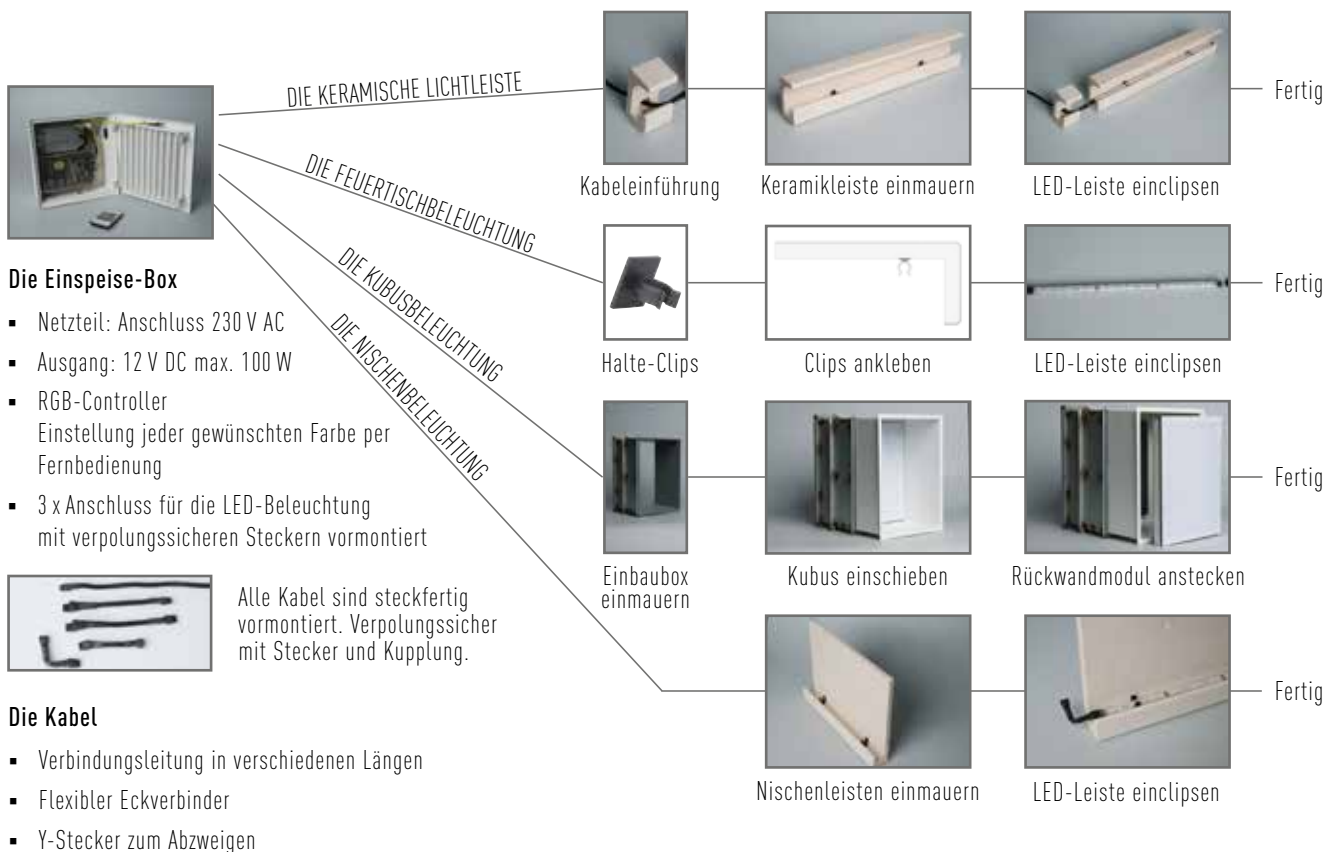 DIE KERAMISCHE LICHTLEISTE
Kabeleinführung
Keramikleiste einmauern
LED-Leiste einclipsen
Fertig
DIE FEUERTISCHBELEUCHTUNG
Halte-Clips
Clips ankleben
LED-Leiste einclipsen
Fertig
DIE KUBUSBELEUCHTUNG
Einbaubox
einmauern
Kubus einschieben
Rückwandmodul anstecken
Fertig
DIE NISCHENBELEUCHTUNG
Nischenleisten einmauern
LED-Leiste einclipsen
Fertig
Die Einspeise-Box
▪ Netzteil: Anschluss 230 V AC
▪ Ausgang: 12 V DC max. 100 W
▪ RGB-Controller
Einstellung jeder gewünschten Farbe per
Fernbedienung
▪ 3 x Anschluss für die LED-Beleuchtung
mit verpolungssicheren Steckern vormontiert
Alle Kabel sind steckfertig
vormontiert. Verpolungssicher
mit Stecker und Kupplung.
Die Kabel
▪ Verbindungsleitung in verschiedenen Längen
▪ Flexibler Eckverbinder
▪ Y-Stecker zum Abzweigen